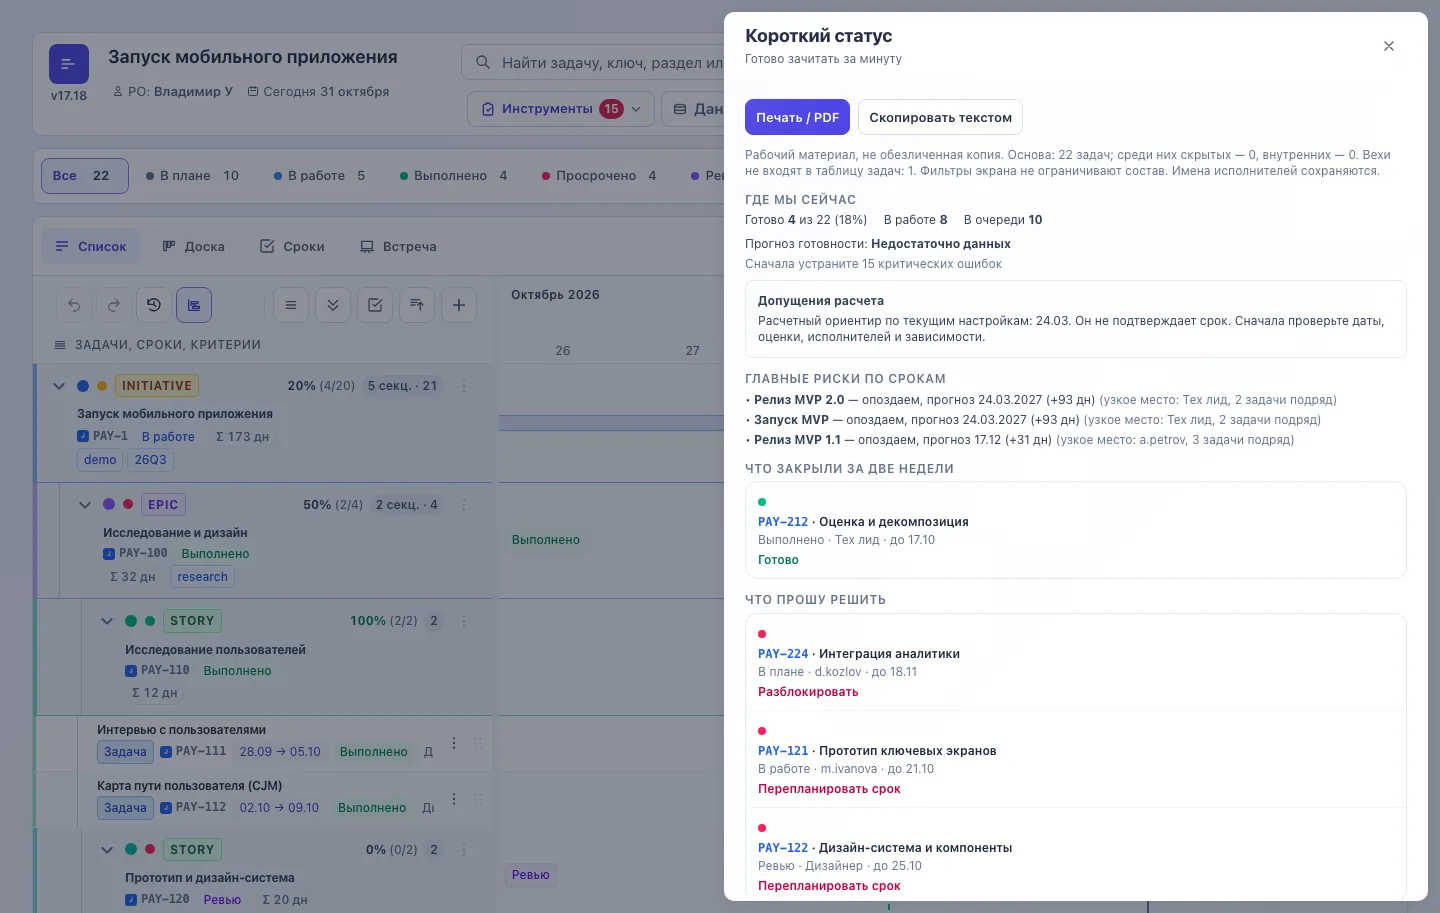 Запуск мобильного приложения
v17.18
PO: Владимир У
Сегодня 31 октября
Найти задачу, ключ, раздел
Инструменты 15
Все 22
В плане 10
В работе 5
Выполнено 4
Просрочено 4
Список
Доска
Сроки
Встреча
Октябрь 2026
ЗАДАЧИ, СРОКИ, КРИТЕРИИ
26
27
INITIATIVE
20% (4/20)
5 секц. · 21
Запуск мобильного приложения
PAY-1
В работе
Σ 173 дн
demo
26Q3
EPIC
50% (2/4)
2 секц. · 4
Исследование и дизайн
PAY-100
Выполнено
Σ 32 дн
research
Выполнено
STORY
100% (2/2)
2
Исследование пользователей
PAY-110
Выполнено
Σ 12 дн
Интервью с пользователями
Задача
PAY-111
28.09 → 05.10
Выполнено
Карта пути пользователя (CJM)
Задача
PAY-112
02.10 → 09.10
Выполнено
STORY
0% (0/2)
2
Прототип и дизайн-система
PAY-120
Ревью
Σ 20 дн
Ревью
Короткий статус
Готово зачитать за минуту
Печать / PDF
Скопировать текстом
Рабочий материал, не обезличенная копия. Основа: 22 задач; среди них скрытых — 0, внутренних — 0. Вехи
не входят в таблицу задач: 1. Фильтры экрана не ограничивают состав. Имена исполнителей сохраняются.
ГДЕ МЫ СЕЙЧАС
Готово 4 из 22 (18%) В работе 8 В очереди 10
Прогноз готовности: Недостаточно данных
Сначала устраните 15 критических ошибок
Допущения расчета
Расчетный ориентир по текущим настройкам: 24.03. Он не подтверждает срок. Сначала проверьте даты,
оценки, исполнителей и зависимости.
ГЛАВНЫЕ РИСКИ ПО СРОКАМ
· Релиз MVP 2.0 — опоздаем, прогноз 24.03.2027 (+93 дн) (узкое место: Тех лид, 2 задачи подряд)
· Запуск MVP — опоздаем, прогноз 24.03.2027 (+93 дн) (узкое место: Тех лид, 2 задачи подряд)
· Релиз MVP 1.1 — опоздаем, прогноз 17.12 (+31 дн) (узкое место: a.petrov, 3 задачи подряд)
ЧТО ЗАКРЫЛИ ЗА ДВЕ НЕДЕЛИ
PAY-212 · Оценка и декомпозиция
Выполнено · Тех лид · до 17.10
Готово
ЧТО ПРОШУ РЕШИТЬ
PAY-224 · Интеграция аналитики
В плане · d.kozlov · до 18.11
Разблокировать
PAY-121 · Прототип ключевых экранов
В работе · m.ivanova · до 21.10
Перепланировать срок
PAY-122 · Дизайн-система и компоненты
Ревью · Дизайнер · до 25.10
Перепланировать срок